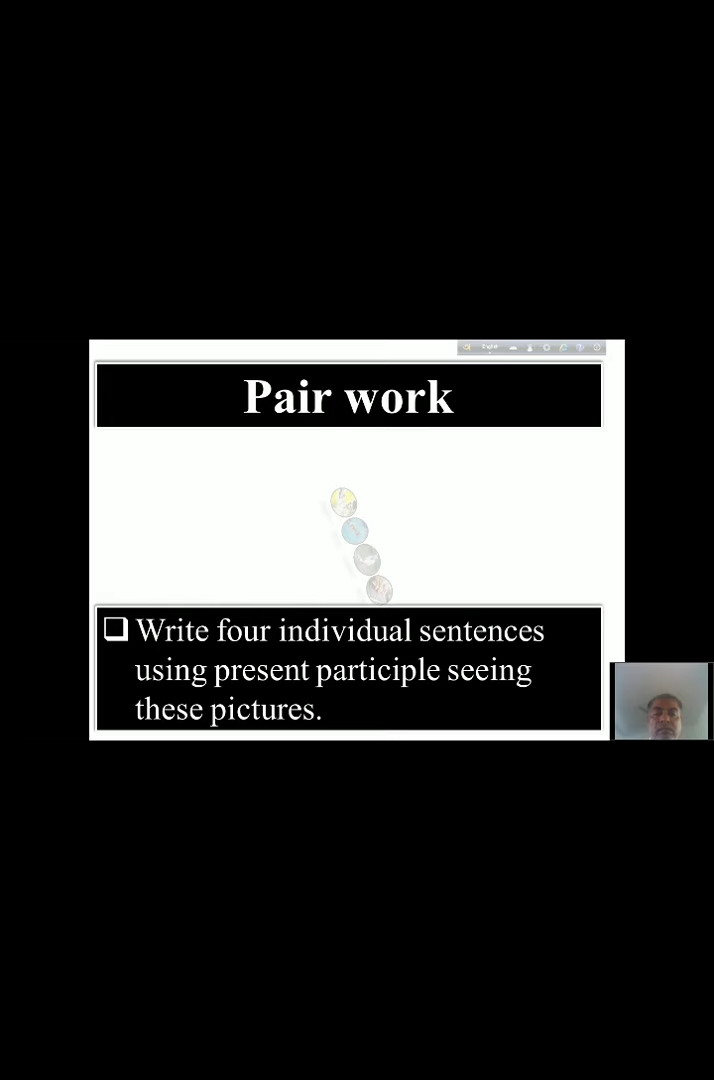 Pair work
❑ Write four individual sentences
using present participle seeing
these pictures.